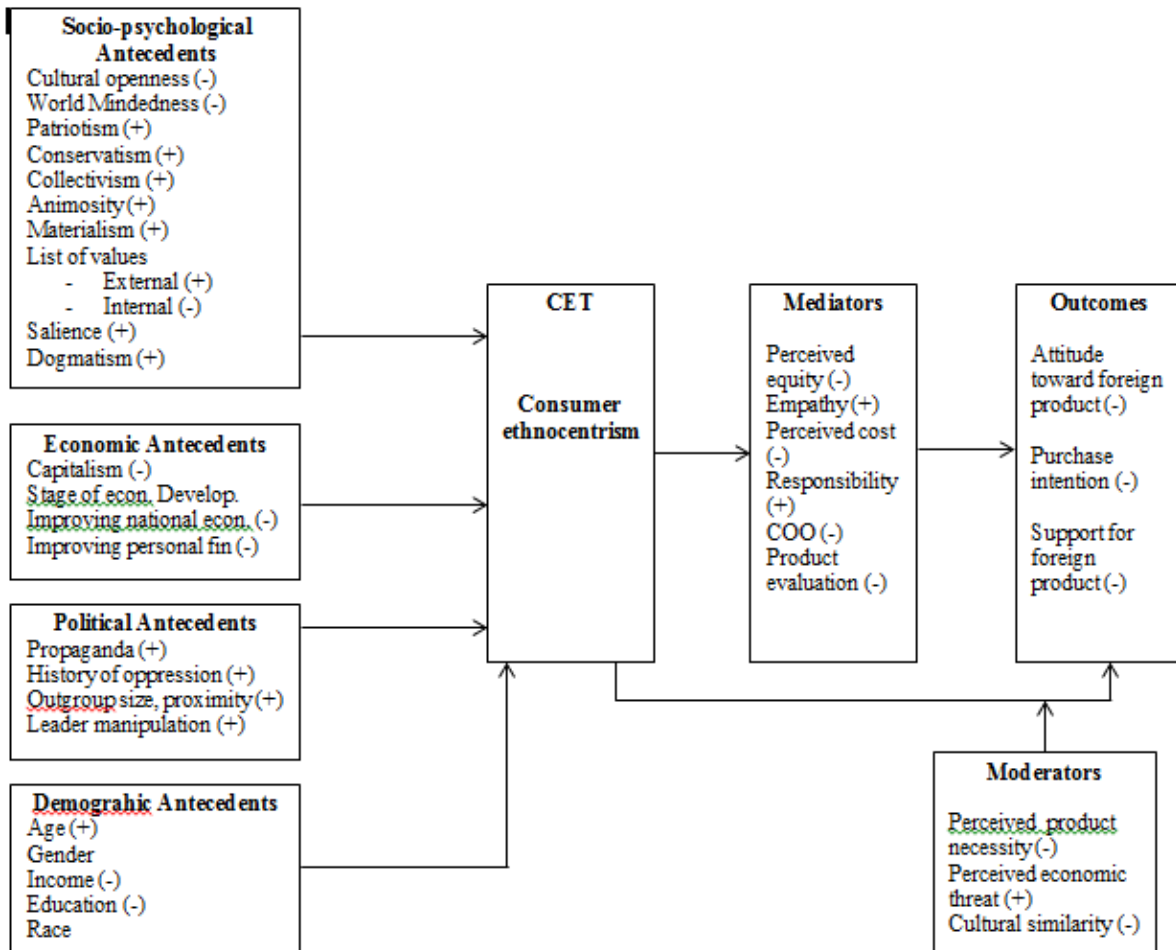 Socio-psychological
Antecedents
Cultural openness (-)
World Mindedness (-)
Patriotism (+)
Conservatism (+)
Collectivism (+)
Animosity (+)
Materialism (+)
List of values
- External (+)
- Internal (-)
Salience (+)
Dogmatism (+)
Economic Antecedents
Capitalism (-)
Stage of econ. Develop.
Improving national econ. (-)
Improving personal fin (-)
Political Antecedents
Propaganda (+)
History of oppression (+)
Outgroup size, proximity (+)
Leader manipulation (+)
Demograhic Antecedents
Age (+)
Gender
Income (-)
Education (-)
Race
CET
Consumer
ethnocentrism
Mediators
Perceived
equity (-)
Empathy (+)
Perceived cost
(-)
Responsibility
(+)
COO (-)
Product
evaluation (-)
Outcomes
Attitude
toward foreign
product (-)
Purchase
intention (-)
Support for
foreign
product (-)
Moderators
Perceived product
necessity (-)
Perceived economic
threat (+)
Cultural similarity (-)